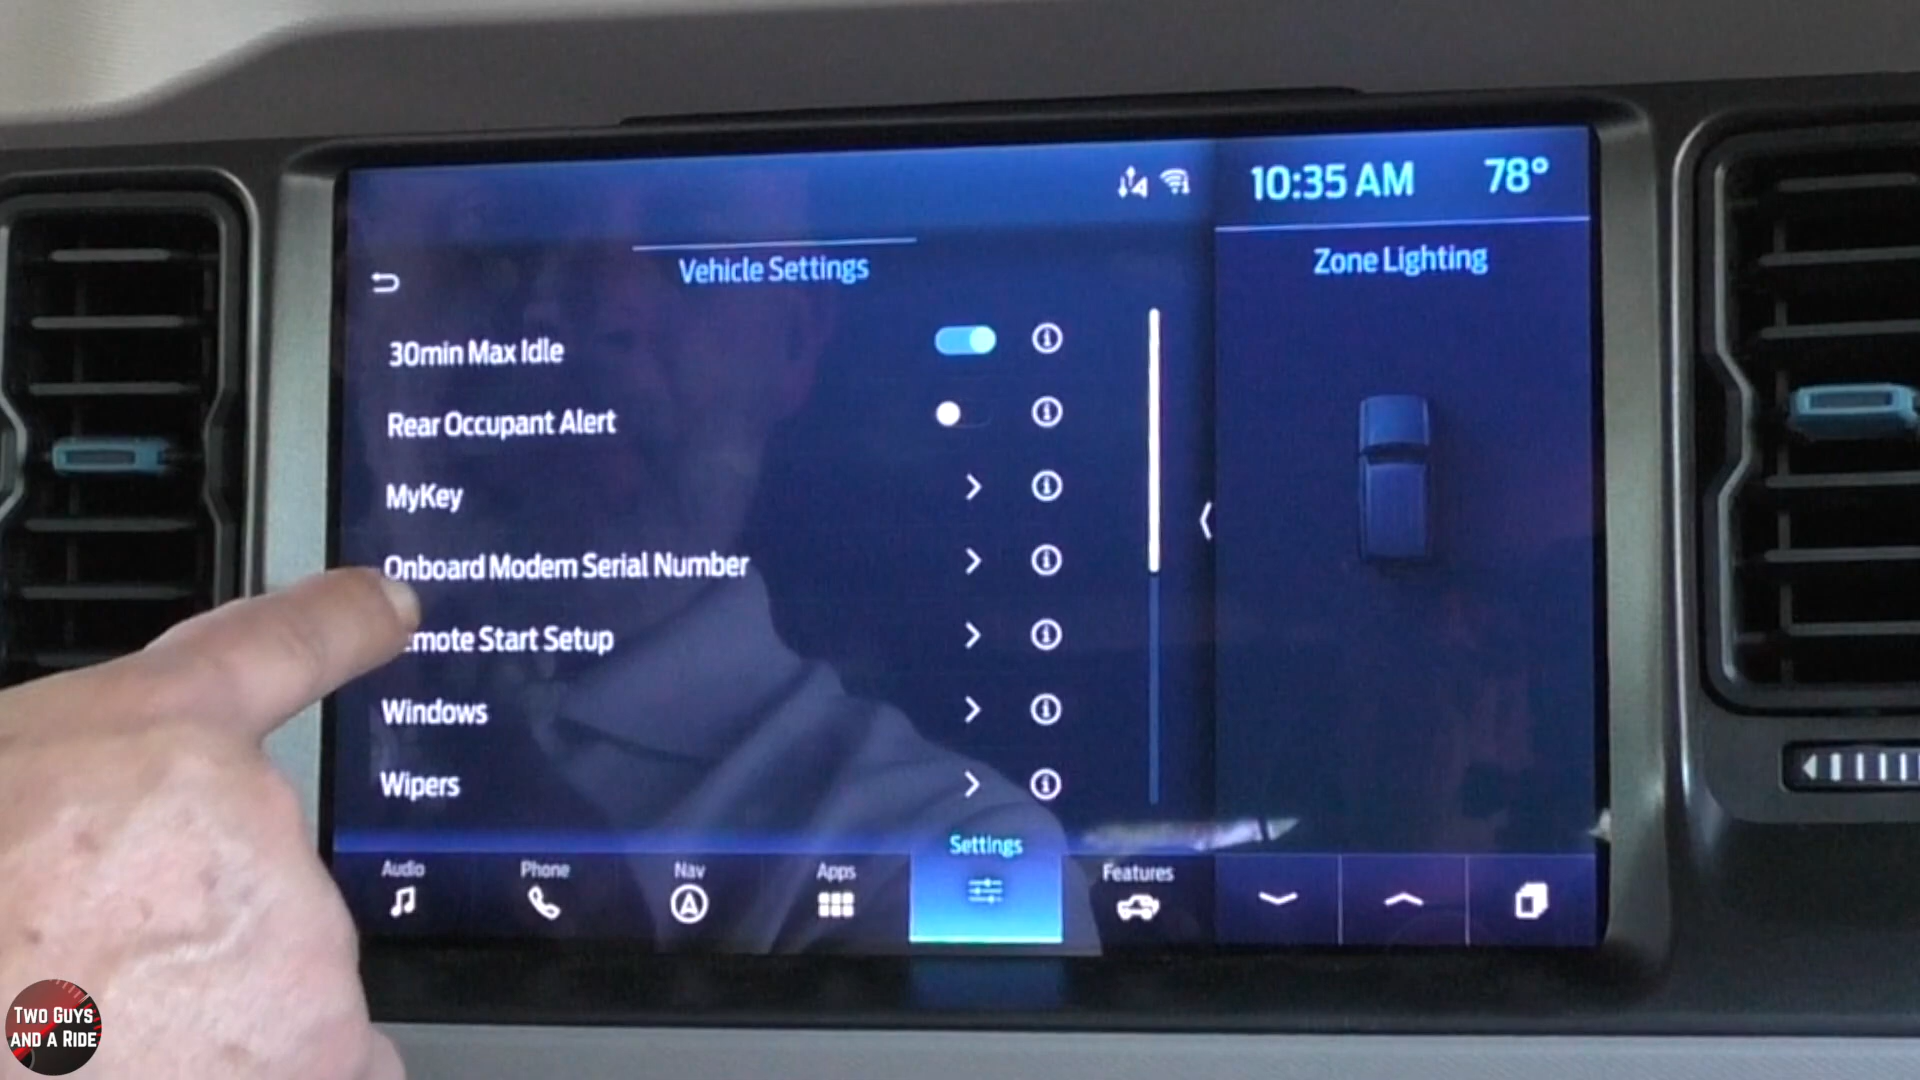 10:35 AM 78°
Vehicle Settings
Zone Lighting
30min Max Idle
Rear Occupant Alert
MyKey
Onboard Modem Serial Number
emote Start Setup
Windows
Wipers
Audio
Phone
Nav
Apps
Settings
Features
TWO GUYS
AND A RIDE